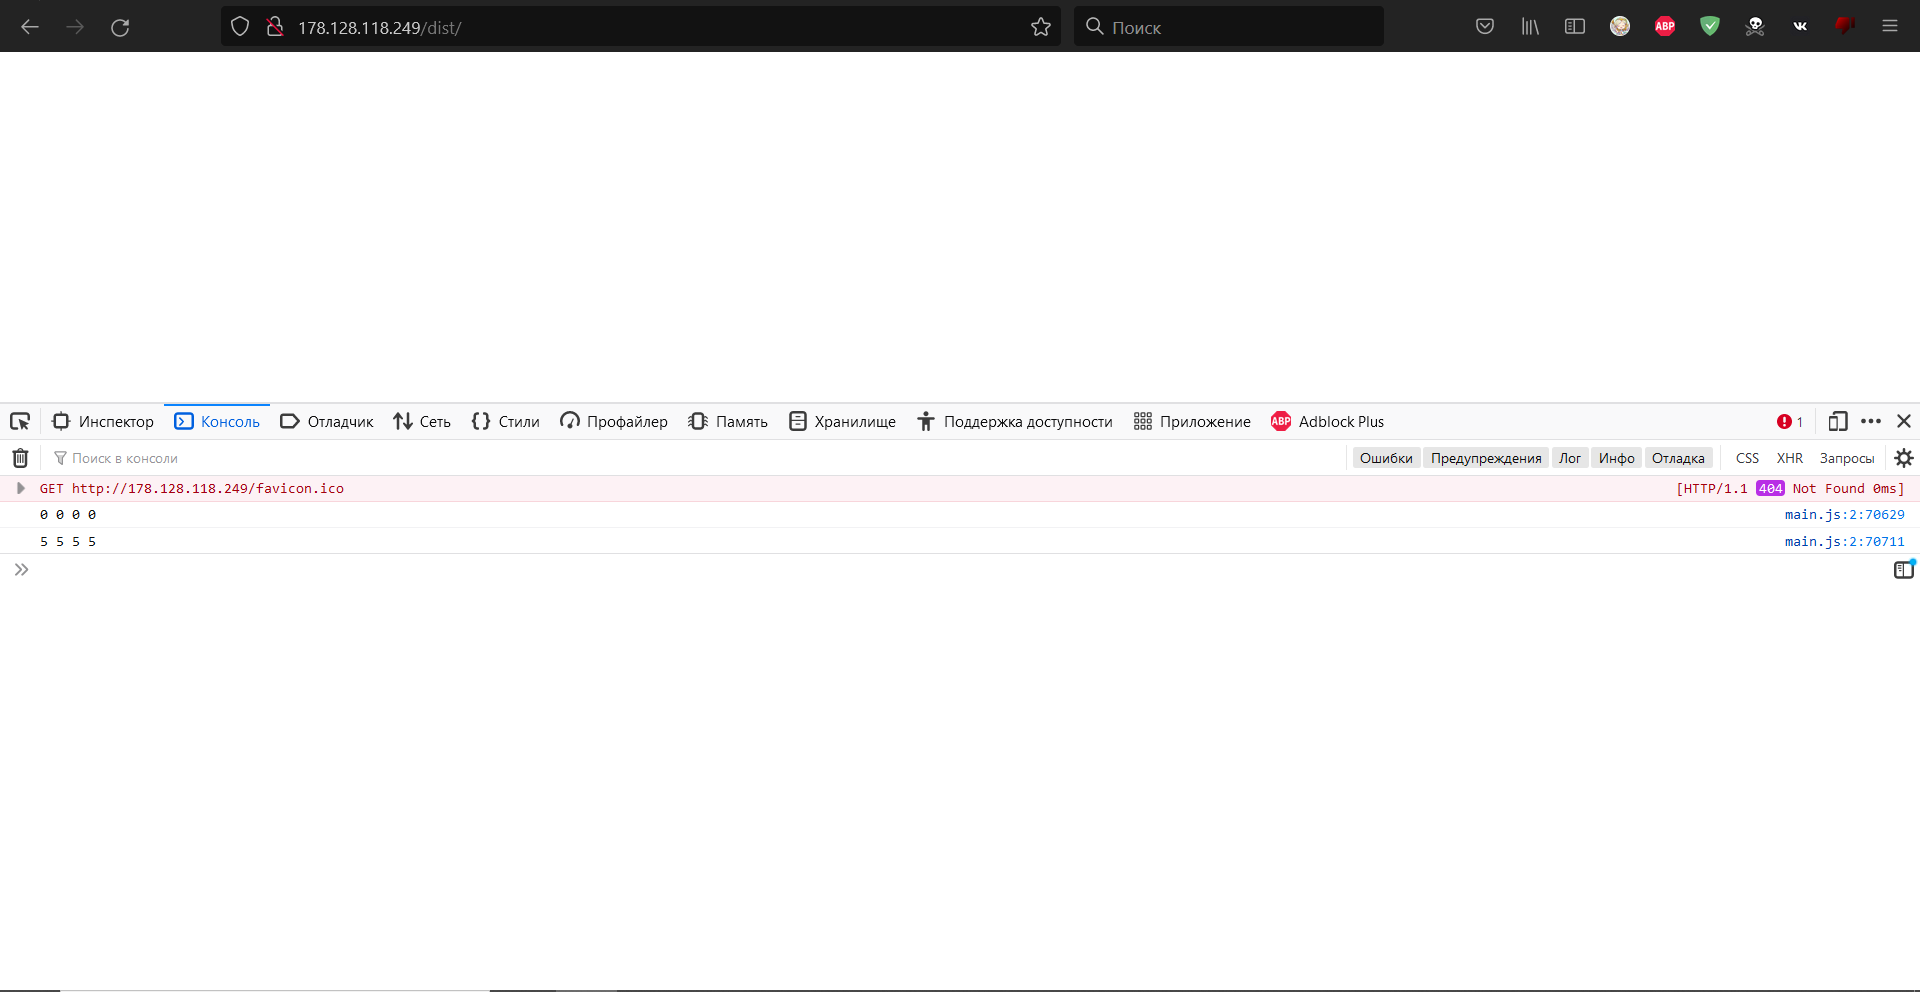 178.128.118.249/dist/ Поиск ABP
Инспектор Консоль Отладчик Сеть Стили Профайлер Память Хранилище Поддержка доступности Приложение ABP Adblock Plus 1
Поиск в консоли Ошибки Предупреждения Лог Инфо Отладка CSS XHR Запросы
GET http://178.128.118.249/favicon.ico [HTTP/1.1 404 Not Found 0ms]
0 0 0 0 main.js:2:70629
5 5 5 5 main.js:2:70711